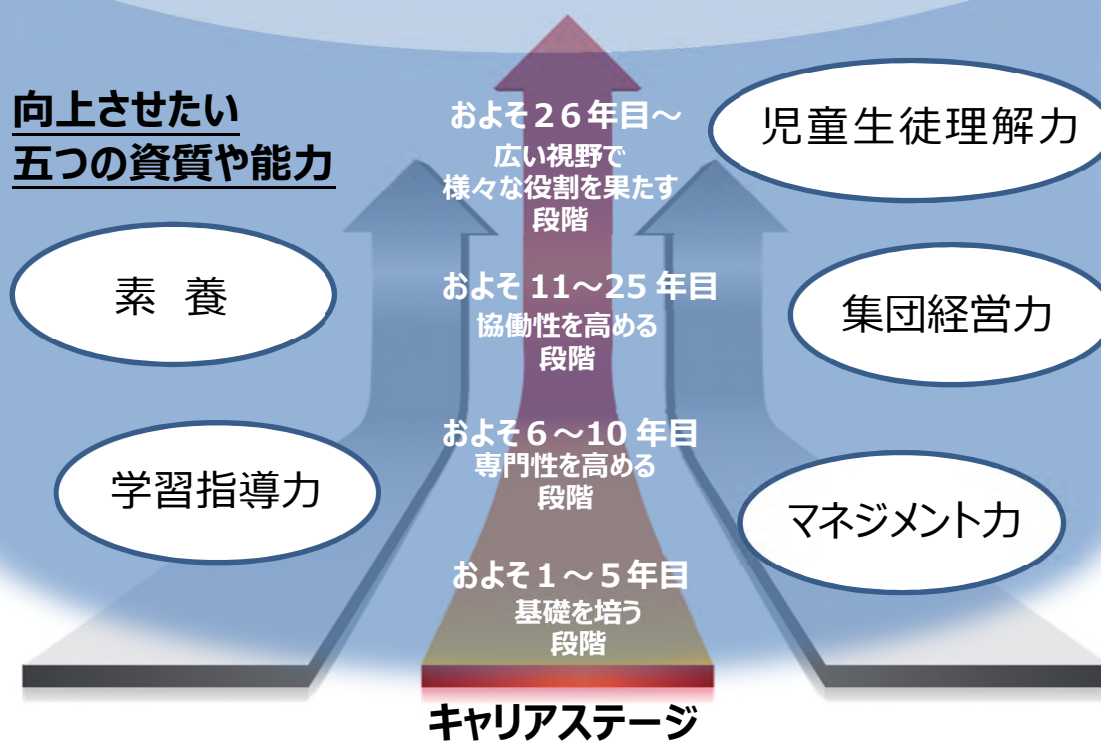 向上させたい
五つの資質や能力
素 養
学習指導力
およそ26年目～
広い視野で
様々な役割を果たす
段階
およそ 11～25 年目
協働性を高める
段階
およそ6～10 年目
専門性を高める
段階
およそ1～5年目
基礎を培う
段階
キャリアステージ
児童生徒理解力
集団経営力
マネジメント力